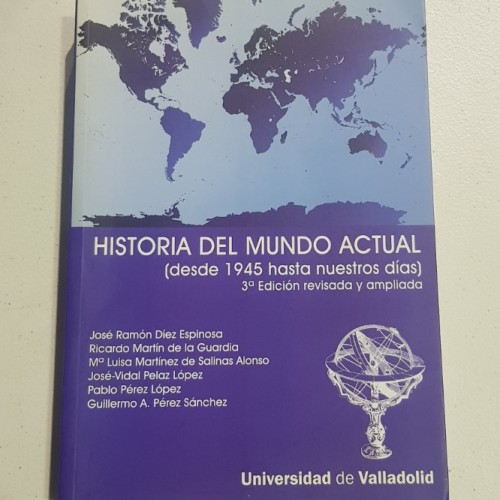 HISTORIA DEL MUNDO ACTUAL
(desde 1945 hasta nuestros días)
3ª Edición revisada y ampliada
José Ramón Díez Espinosa
Ricardo Martín de la Guardia
Mª Luisa Martínez de Salinas Alonso
José-Vidal Pelaz López
Pablo Pérez López
Guillermo A. Pérez Sánchez
Universidad de Valladolid